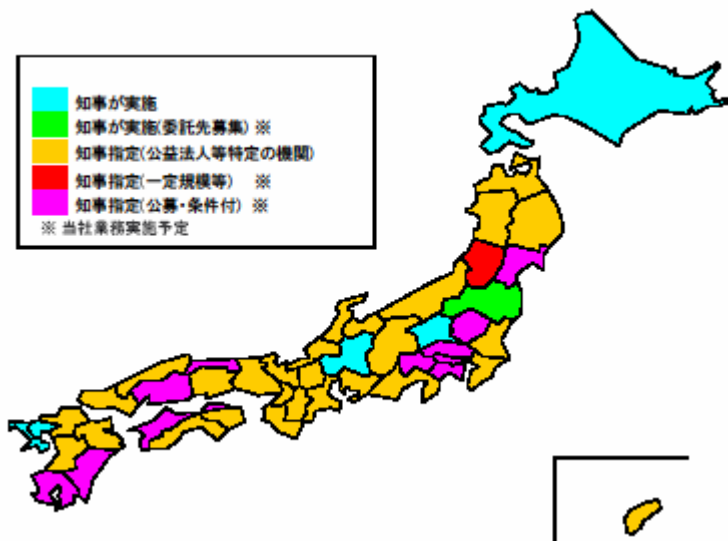 知事が実施
知事が実施(委託先募集) ※
知事指定(公益法人等特定の機関)
知事指定(一定規模等) ※
知事指定(公募・条件付) ※
※ 当社業務実施予定